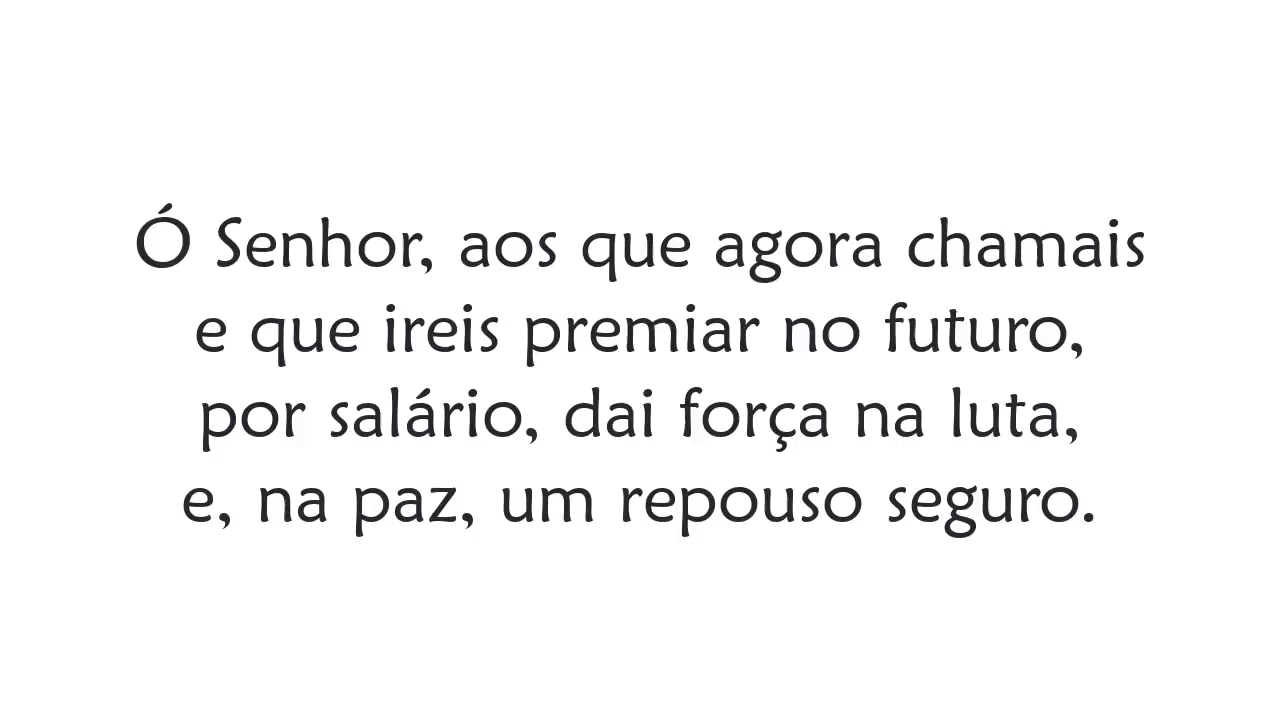 Ó Senhor, aos que agora chamais
e que ireis premiar no futuro,
por salário, dai força na luta,
e, na paz, um repouso seguro.